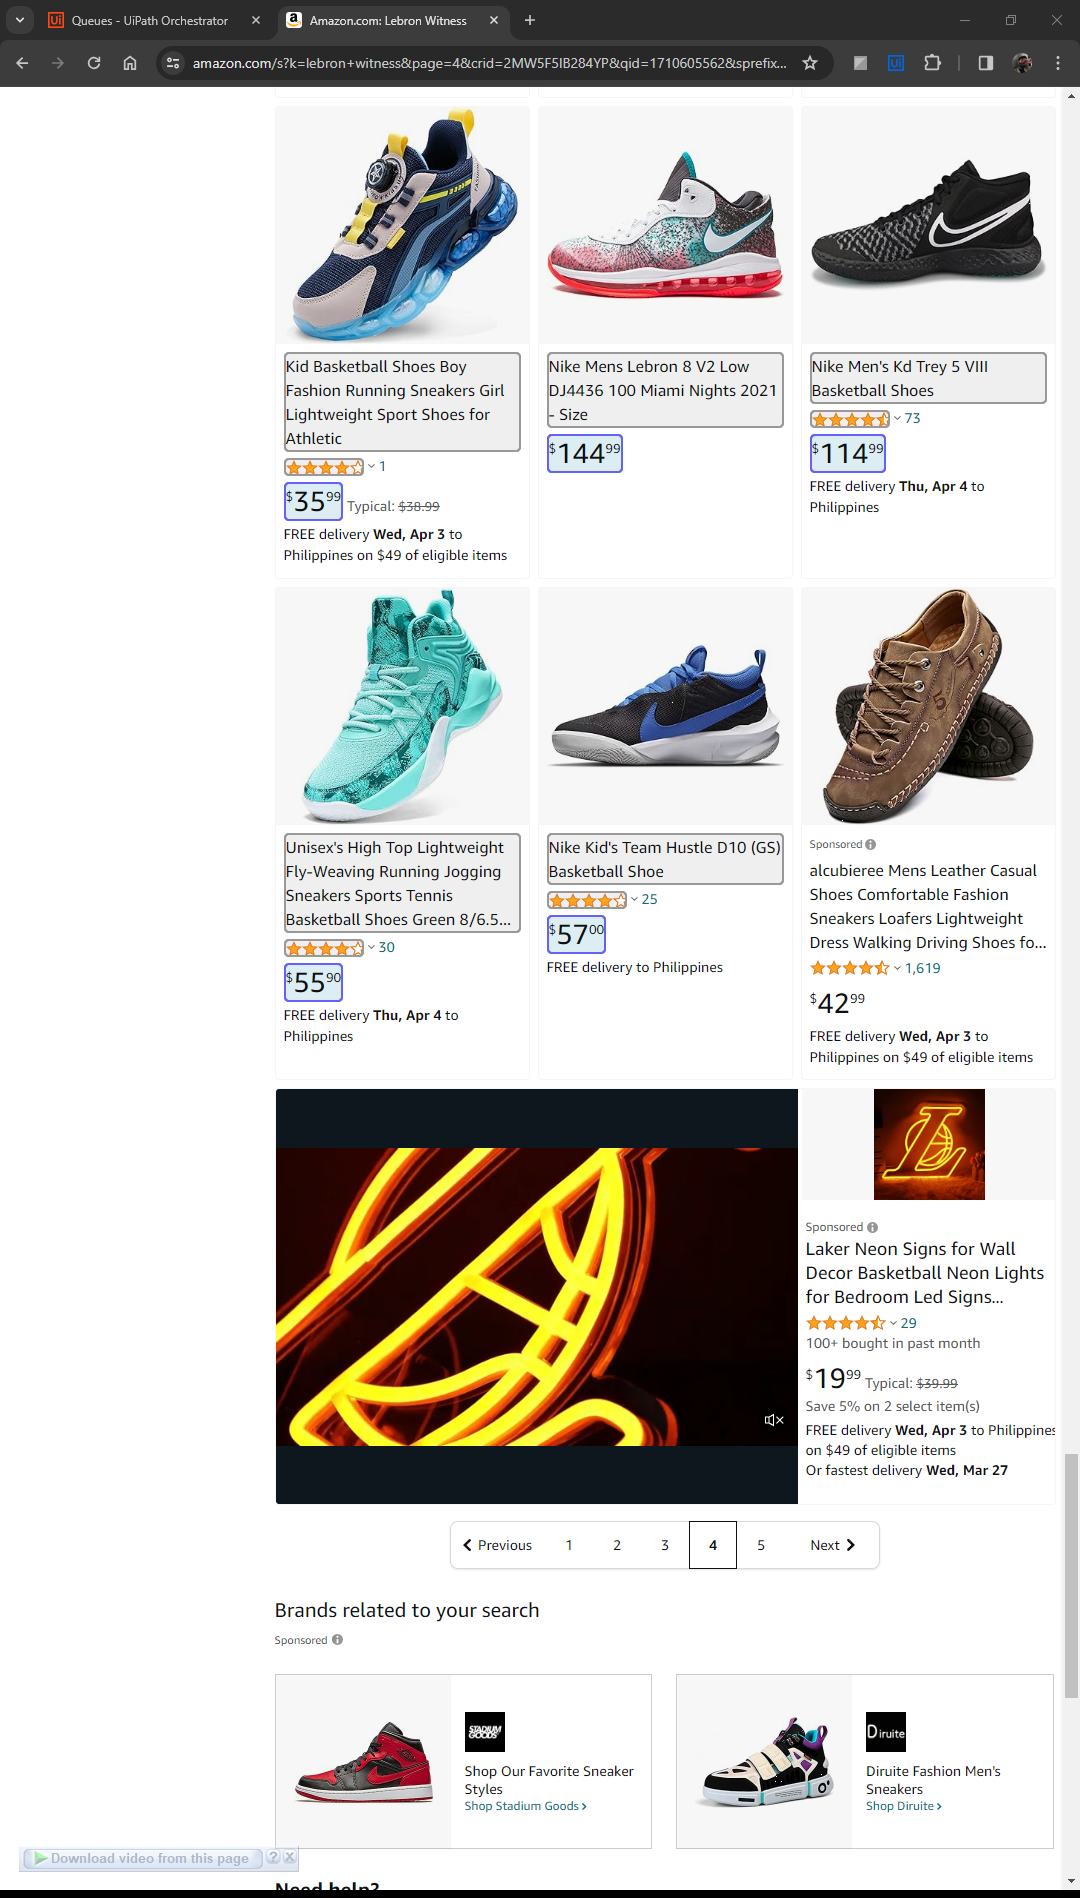 Queues - UiPath Orchestrator
Amazon.com: Lebron Witness
amazon.com/s?k=lebron+witness&page=4&crid=2MW5F5IB284YP&qid=1710605562&sprefix...
Kid Basketball Shoes Boy
Fashion Running Sneakers Girl
Lightweight Sport Shoes for
Athletic
1
$35.99 Typical: $38.99
FREE delivery Wed, Apr 3 to
Philippines on $49 of eligible items
Nike Mens Lebron 8 V2 Low
DJ4436 100 Miami Nights 2021
- Size
$144.99
Nike Men's Kd Trey 5 VIII
Basketball Shoes
73
$114.99
FREE delivery Thu, Apr 4 to
Philippines
Unisex's High Top Lightweight
Fly-Weaving Running Jogging
Sneakers Sports Tennis
Basketball Shoes Green 8/6.5...
30
$55.90
FREE delivery Thu, Apr 4 to
Philippines
Nike Kid's Team Hustle D10 (GS)
Basketball Shoe
25
$57.00
FREE delivery to Philippines
Sponsored
alcubieree Mens Leather Casual
Shoes Comfortable Fashion
Sneakers Loafers Lightweight
Dress Walking Driving Shoes fo...
1,619
$42.99
FREE delivery Wed, Apr 3 to
Philippines on $49 of eligible items
Sponsored
Laker Neon Signs for Wall
Decor Basketball Neon Lights
for Bedroom Led Signs...
29
100+ bought in past month
$19.99 Typical: $39.99
Save 5% on 2 select item(s)
FREE delivery Wed, Apr 3 to Philippines
on $49 of eligible items
Or fastest delivery Wed, Mar 27
Previous 1 2 3 4 5 Next
Brands related to your search
Sponsored
STADIUM
GOODS
Shop Our Favorite Sneaker
Styles
Shop Stadium Goods
Diruite
Diruite Fashion Men's
Sneakers
Shop Diruite
Download video from this page ? X
Need help?